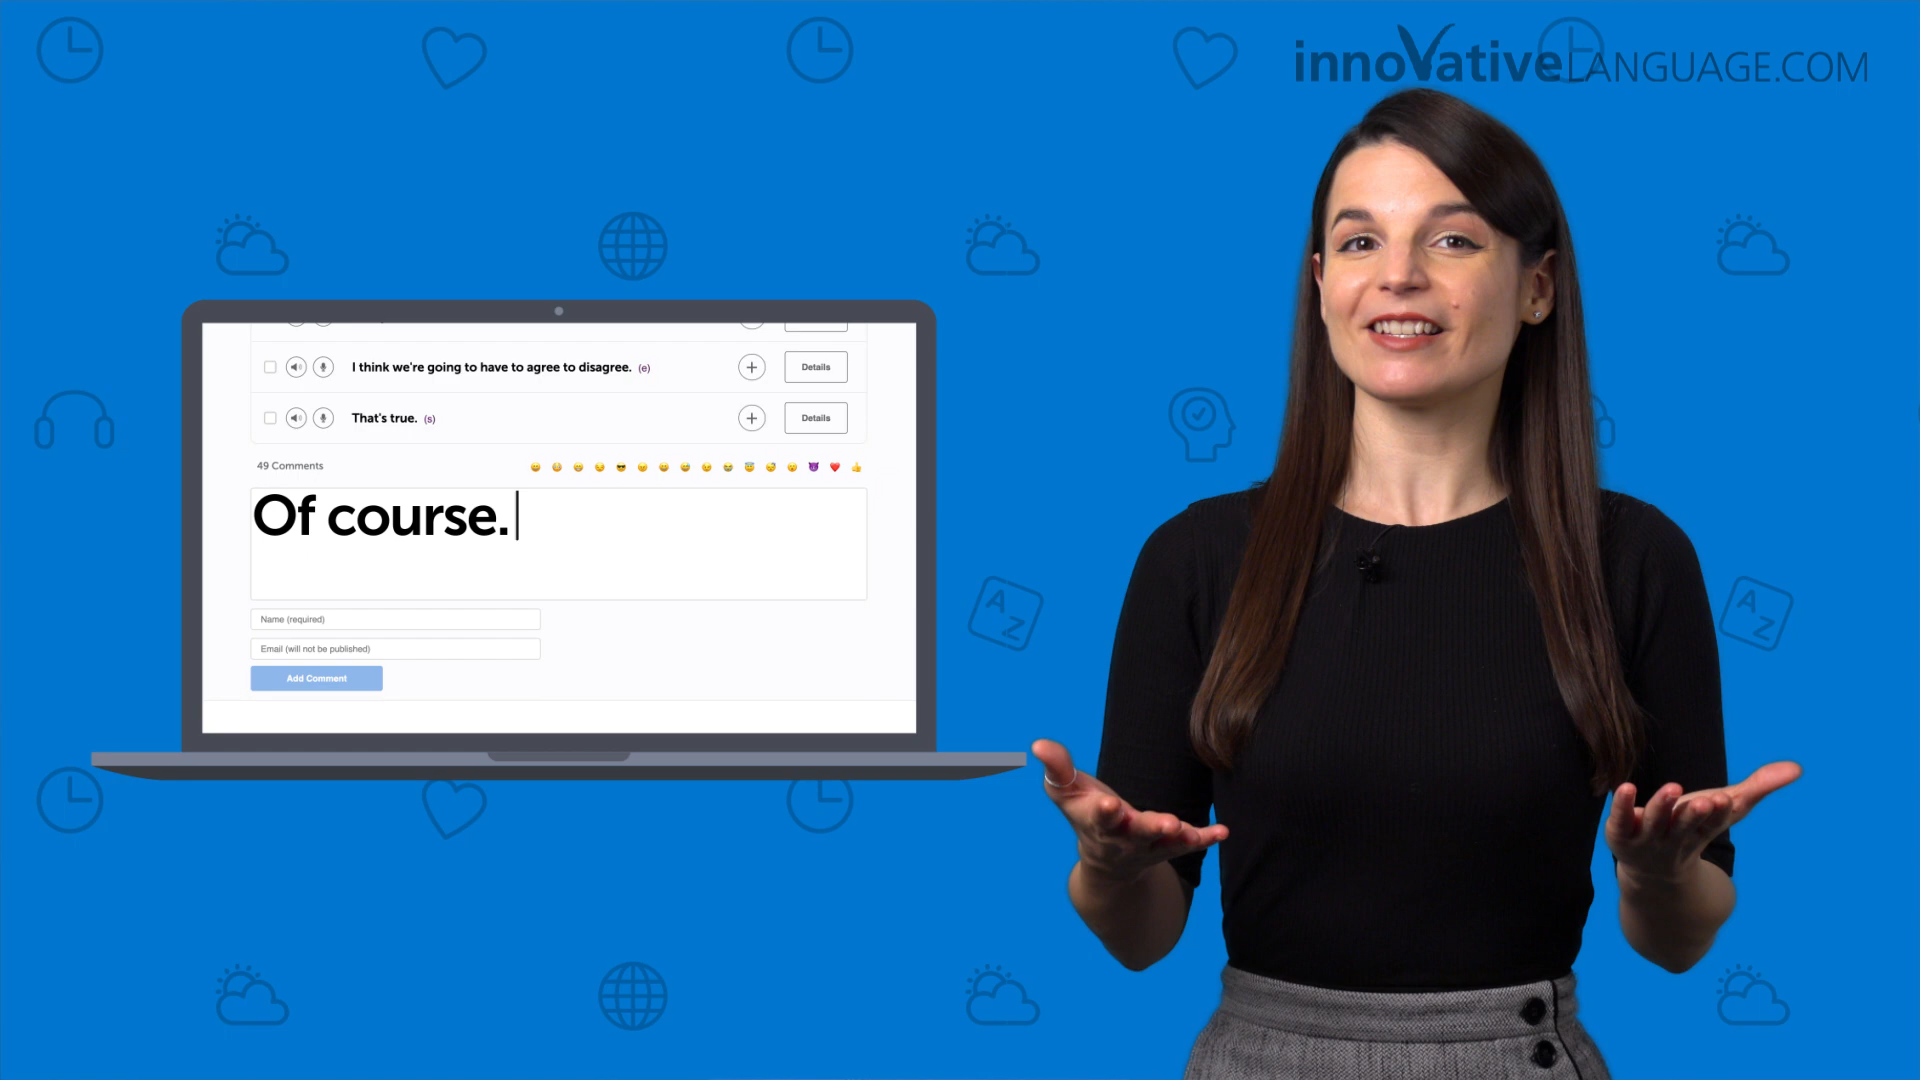 innoVativeLANGUAGE.COM
I think we're going to have to agree to disagree. (e)
Details
That's true. (s)
Details
49 Comments
Of course.
Name (required)
Email (will not be published)
Add Comment
A
Z
A
Z